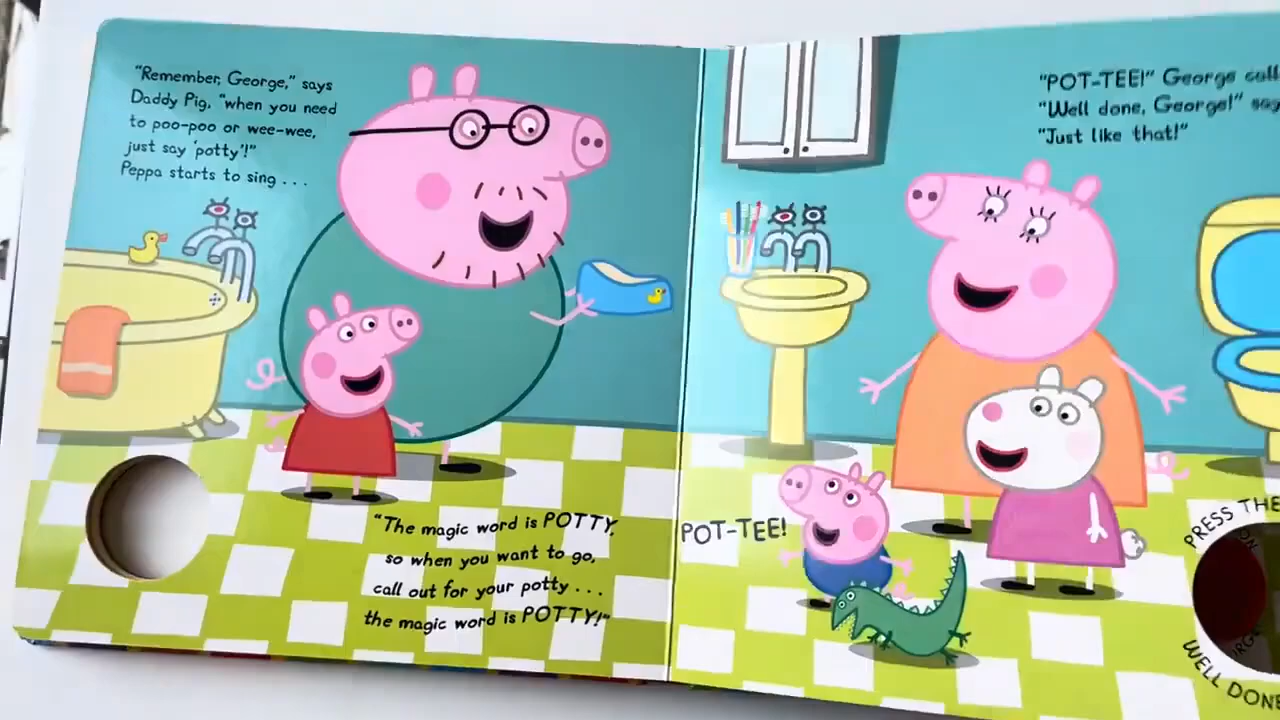 "Remember, George," says
Daddy Pig, "when you need
to poo-poo or wee-wee,
just say 'potty'!"
Peppa starts to sing . . .
"The magic word is POTTY,
so when you want to go,
call out for your potty . . .
the magic word is POTTY!"
"POT-TEE!" George
"Well done, George!"
"Just like that!"
POT-TEE!
PRESS THE
ON
WELL DONE